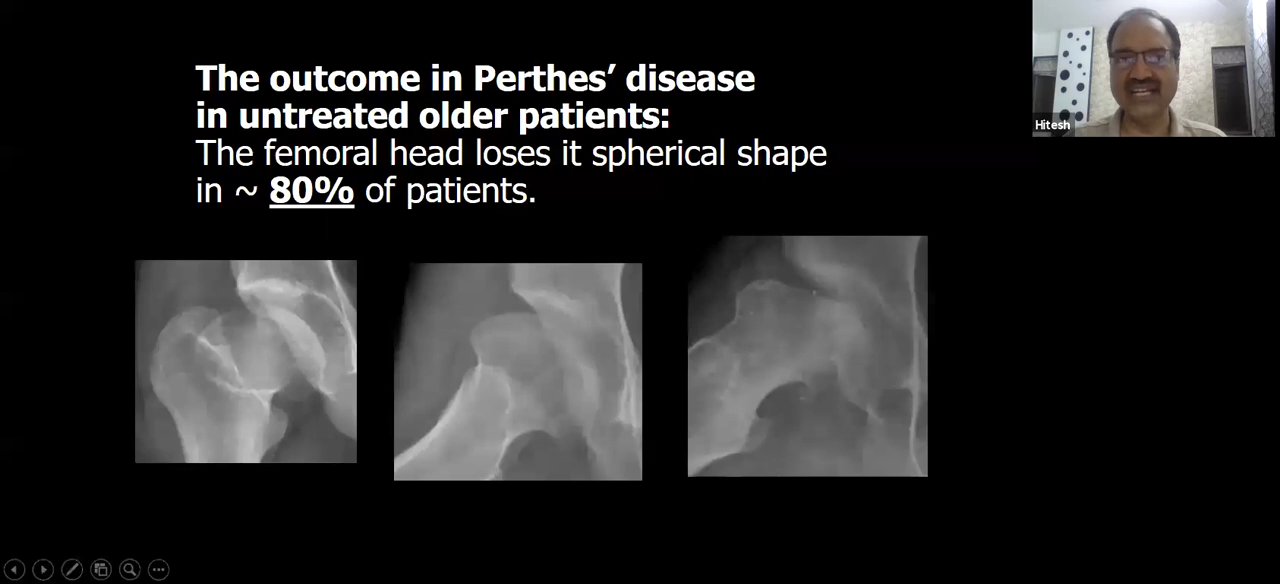 The outcome in Perthes’ disease
in untreated older patients:
The femoral head loses it spherical shape
in ~ 80% of patients.
Hitesh